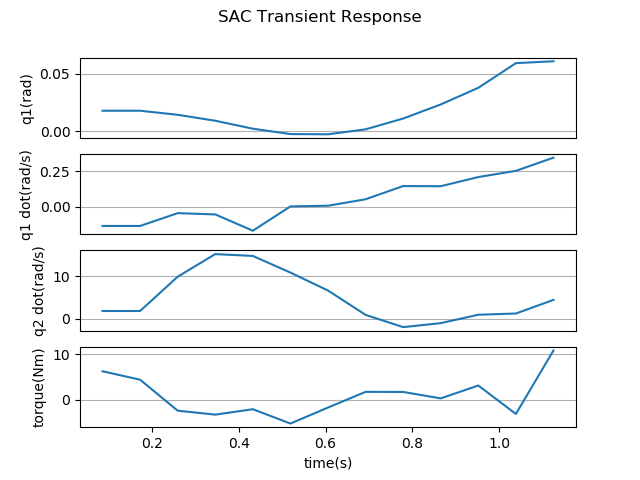 SAC Transient Response
0.05
0.00
q1(rad)
0.25
0.00
q1 dot(rad/s)
10
0
q2 dot(rad/s)
10
0
torque(Nm)
0.2 0.4 0.6 0.8 1.0
time(s)